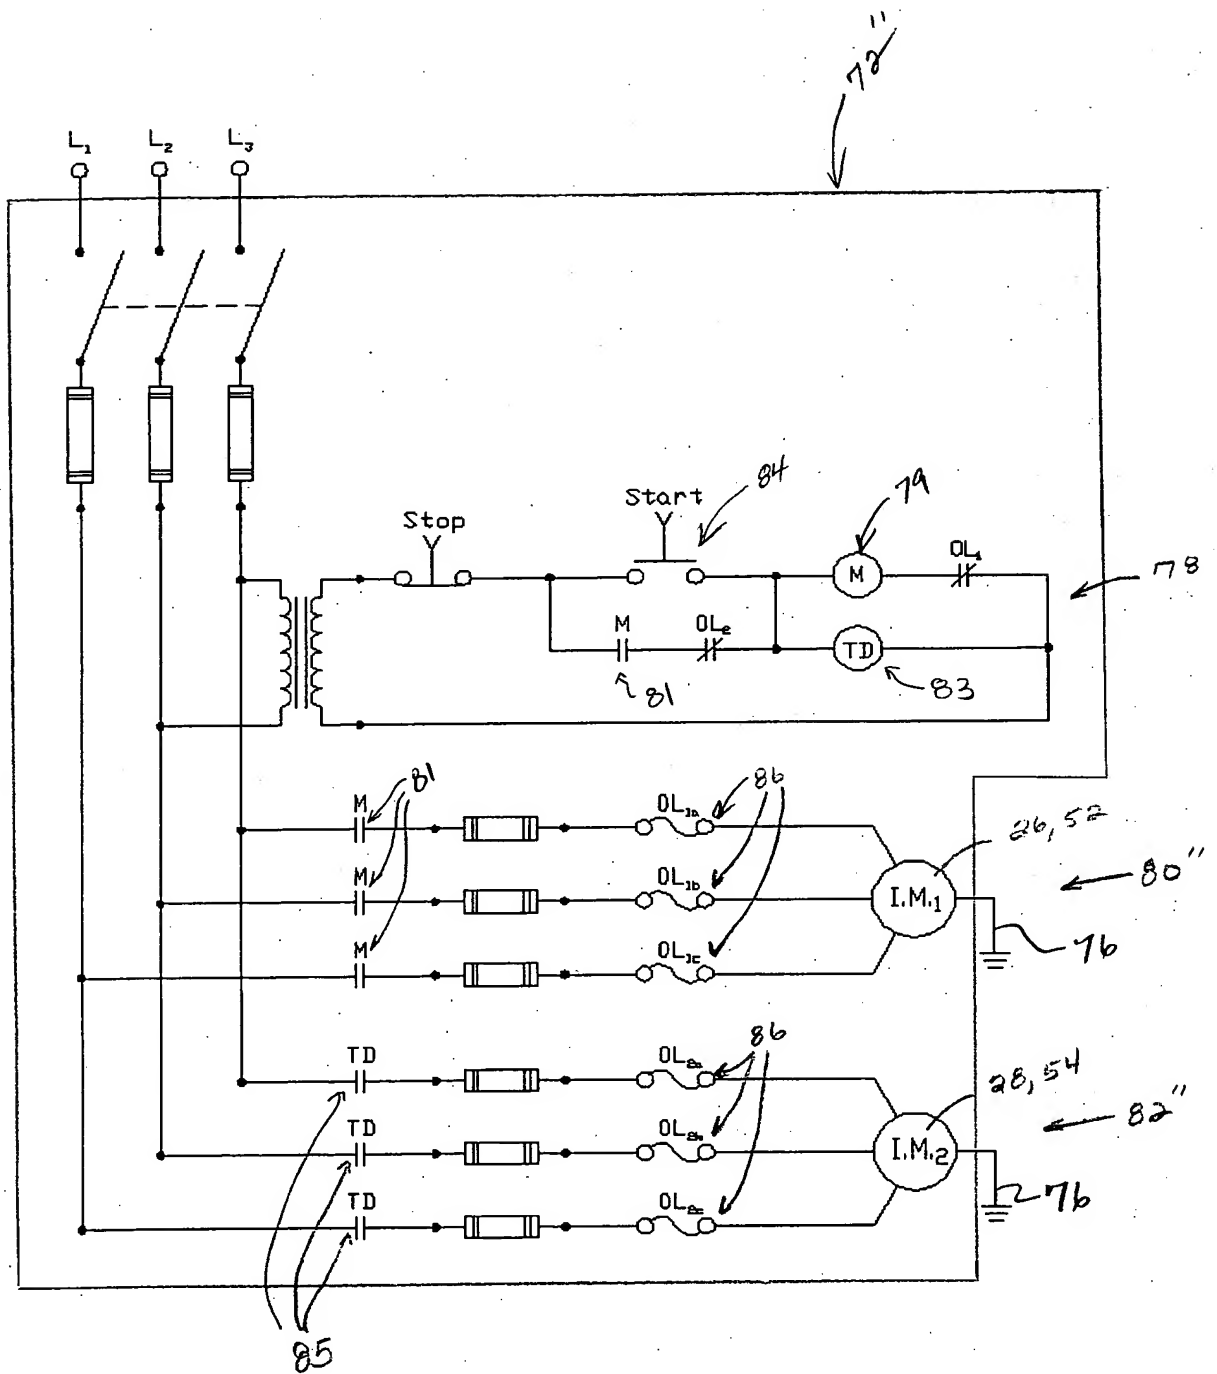 72"
L1 L2 L3
84
79
Start
Stop
OL1
M
78
M OL2
TD
81
83
81
86
M OL1a
26, 52
M OL1b
I.M.1
80"
M OL1c
76
86
TD OL2a
28, 54
TD OL2b
I.M.2
82"
TD OL2c
76
85